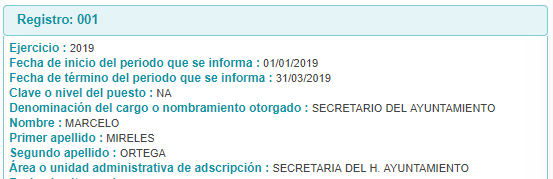 Registro: 001
Ejercicio : 2019
Fecha de inicio del periodo que se informa : 01/01/2019
Fecha de término del periodo que se informa : 31/03/2019
Clave o nivel del puesto : NA
Denominación del cargo o nombramiento otorgado : SECRETARIO DEL AYUNTAMIENTO
Nombre : MARCELO
Primer apellido : MIRELES
Segundo apellido : ORTEGA
Área o unidad administrativa de adscripción : SECRETARIA DEL H. AYUNTAMIENTO